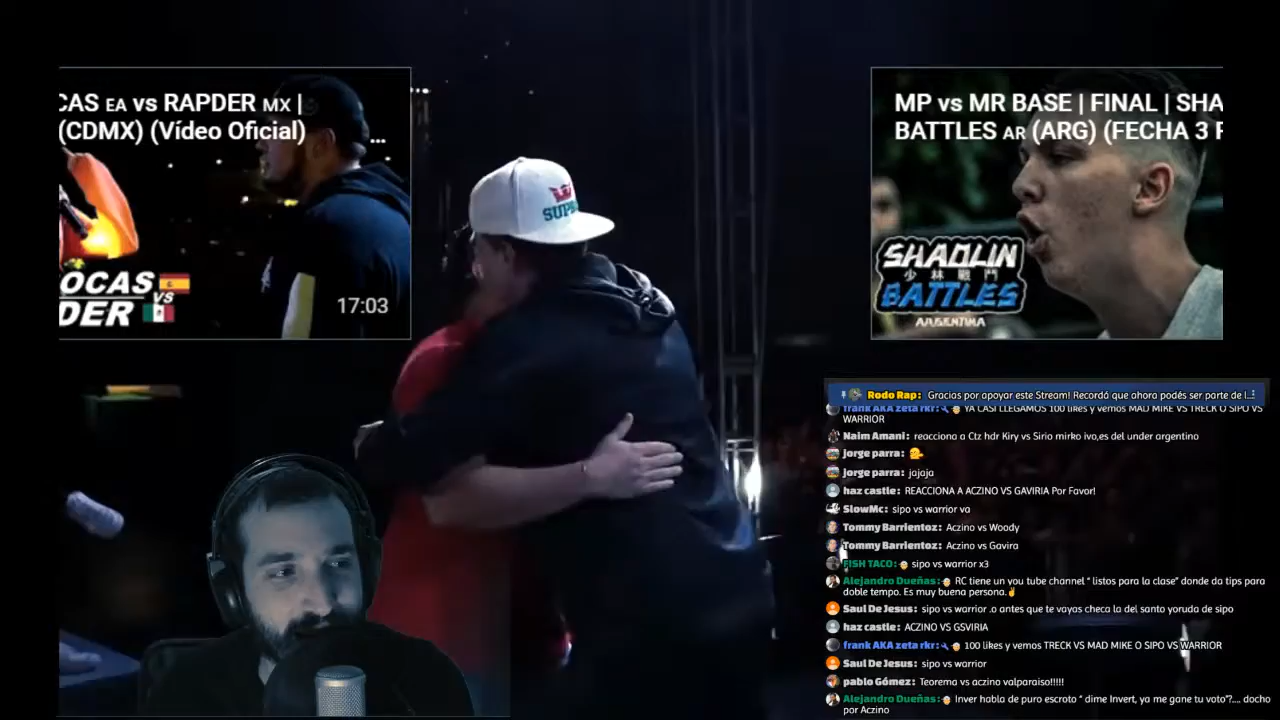 CAS EA vs RAPDER MX |
(CDMX) (Vídeo Oficial)
...
OCAS
VS
DER
17:03
SUPR
MP vs MR BASE | FINAL | SHA
BATTLES AR (ARG) (FECHA 3 F
SHAOLIN
少林戰鬥
BATTLES
ARGENTINA
Rodo Rap: Gracias por apoyar este Stream! Recordá que ahora podés ser parte de l...
frank AKA zeta rkr: YA CASI LLEGAMOS 100 likes y vemos MAD MIKE VS TRECK O SIPO VS
WARRIOR
Naim Amani: reacciona a Ctz hdr Kiry vs Sirio mirko ivo,es del under argentino
jorge parra:
jorge parra: jajaja
haz castle: REACCIONA A ACZINO VS GAVIRIA Por Favor!
SlowMc: sipo vs warrior va
Tommy Barrientoz: Aczino vs Woody
Tommy Barrientoz: Aczino vs Gavira
FISH TACO: sipo vs warrior x3
Alejandro Dueñas: RC tiene un you tube channel “ listos para la clase” donde da tips para
doble tempo. Es muy buena persona.
Saul De Jesus: sipo vs warrior .o antes que te vayas checa la del santo yoruda de sipo
haz castle: ACZINO VS GSVIRIA
frank AKA zeta rkr: 100 likes y vemos TRECK VS MAD MIKE O SIPO VS WARRIOR
Saul De Jesus: sipo vs warrior
pablo Gómez: Teorema vs aczino valparaiso!!!!!
Alejandro Dueñas: Inver habla de puro escroto “ dime Invert, ya me gane tu voto”?.... docho
por Aczino